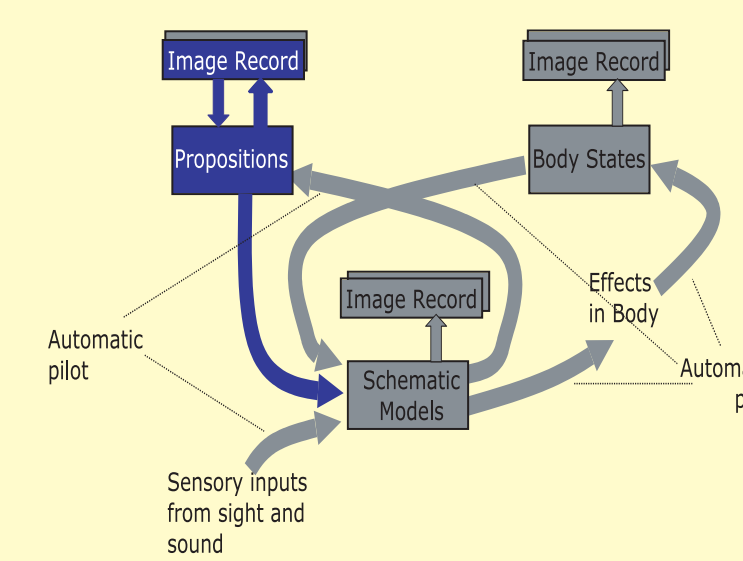 Image Record
Image Record
Propositions
Body States
Effects
in Body
Image Record
Automatic
pilot
Schematic
Models
Sensory inputs
from sight and
sound